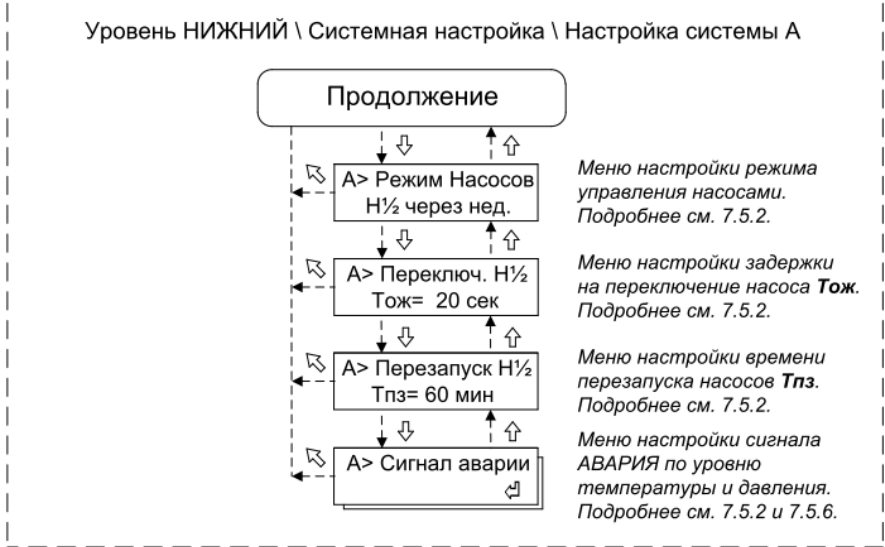 Уровень НИЖНИЙ \ Системная настройка \ Настройка системы А
Продолжение
А> Режим Насосов
Н½ через нед.
Меню настройки режима
управления насосами.
Подробнее см. 7.5.2.
А> Переключ. Н½
Тож= 20 сек
Меню настройки задержки
на переключение насоса Тож.
Подробнее см. 7.5.2.
А> Перезапуск Н½
Тпз= 60 мин
Меню настройки времени
перезапуска насосов Тпз.
Подробнее см. 7.5.2.
А> Сигнал аварии
Меню настройки сигнала
АВАРИЯ по уровню
температуры и давления.
Подробнее см. 7.5.2 и 7.5.6.